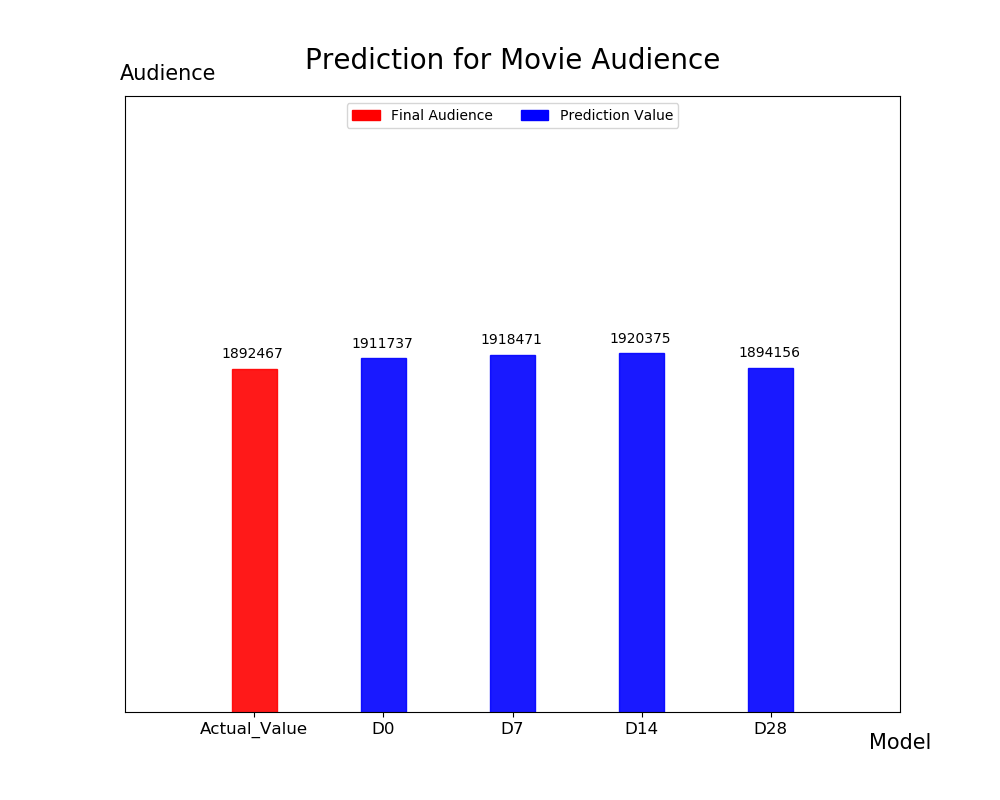 Prediction for Movie Audience
Audience
Final Audience
Prediction Value
1892467
1911737
1918471
1920375
1894156
Actual_Value
D0
D7
D14
D28
Model